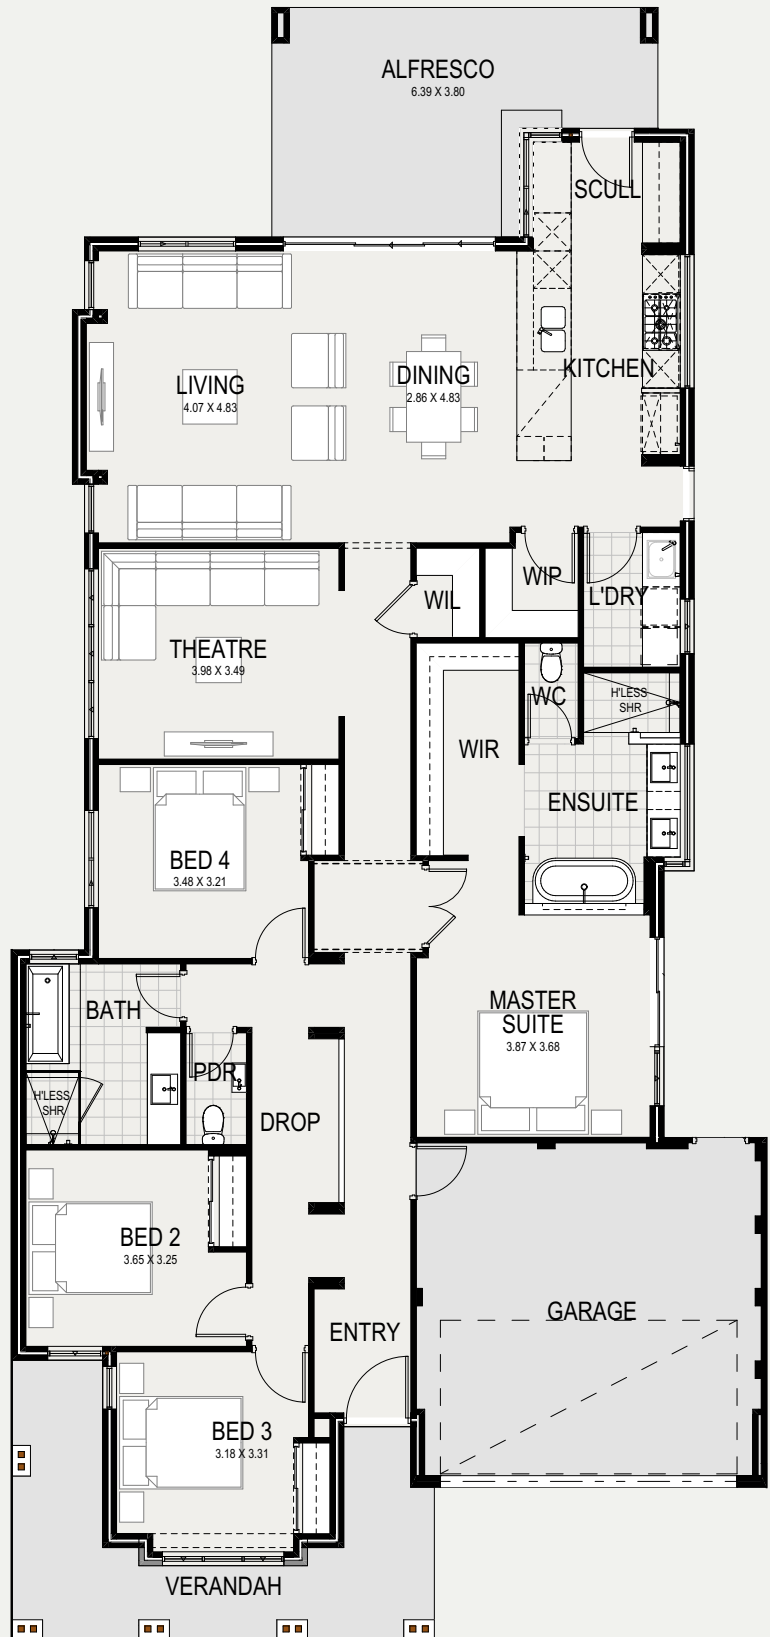 ALFRESCO
6.39 X 3.80
SCULL
LIVING
4.07 X 4.83
DINING
2.86 X 4.83
KITCHEN
WIL
WIP
L'DRY
THEATRE
3.98 X 3.49
WC
H'LESS
SHR
WIR
ENSUITE
BED 4
3.48 X 3.21
BATH
MASTER
SUITE
3.87 X 3.68
PDR
H'LESS
SHR
DROP
BED 2
3.65 X 3.25
GARAGE
ENTRY
BED 3
3.18 X 3.31
VERANDAH